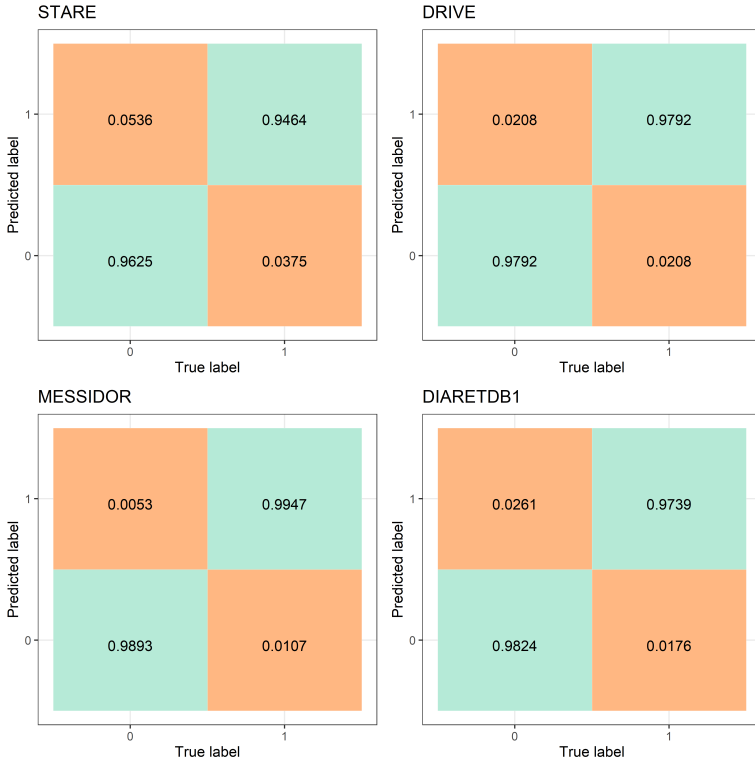 STARE
Predicted label
1
0.0536
0.9464
0
0.9625
0.0375
0
1
True label
DRIVE
Predicted label
1
0.0208
0.9792
0
0.9792
0.0208
0
1
True label
MESSIDOR
Predicted label
1
0.0053
0.9947
0
0.9893
0.0107
0
1
True label
DIARETDB1
Predicted label
1
0.0261
0.9739
0
0.9824
0.0176
0
1
True label